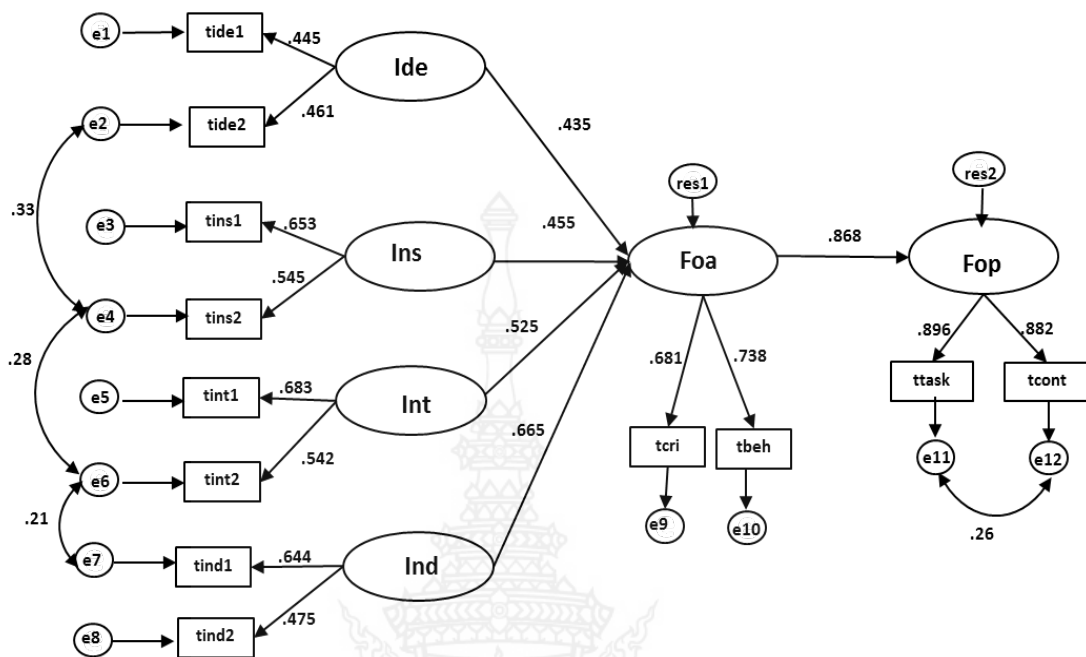 e1
tide1
.445
Ide
e2
tide2
.461
.435
.33
e3
tins1
.653
Ins
.455
e4
tins2
.545
.28
e5
tint1
.683
Int
.525
e6
tint2
.542
.21
e7
tind1
.644
Ind
.665
e8
tind2
.475
res1
Foa
.868
res2
Fop
.681
.738
tcri
tbeh
e9
e10
.896
.882
ttask
tcont
e11
e12
.26